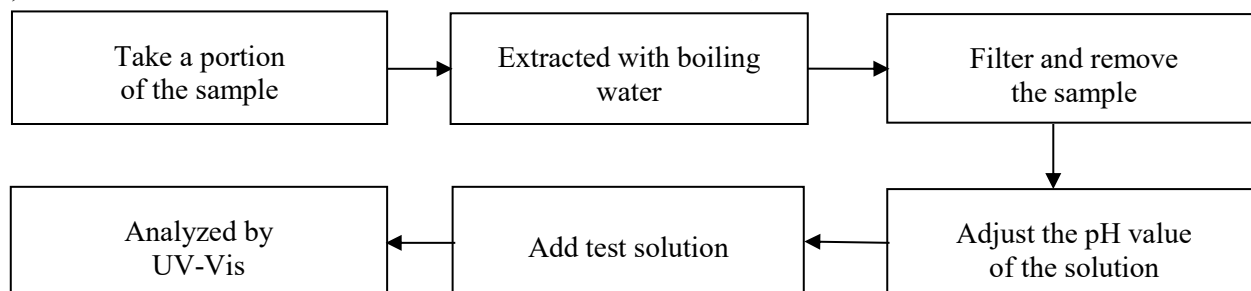 Take a portion
of the sample
Extracted with boiling
water
Filter and remove
the sample
Adjust the pH value
of the solution
Add test solution
Analyzed by
UV-Vis